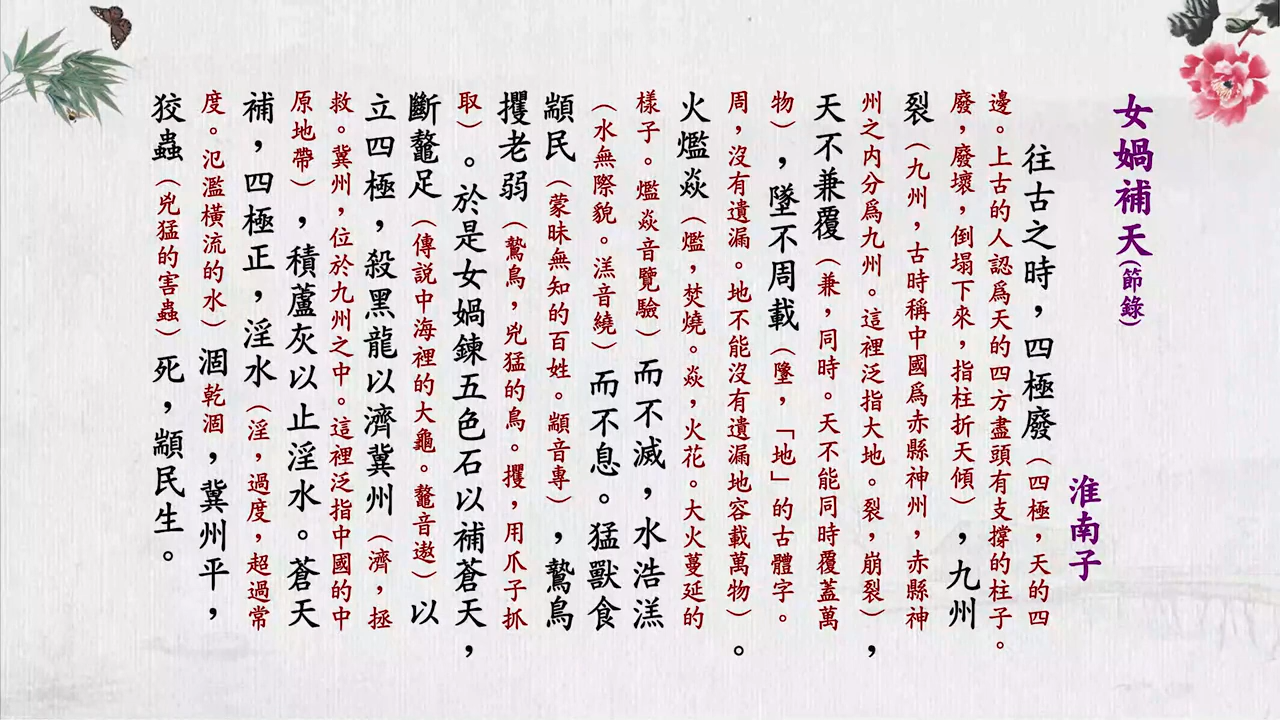 女媧補天(節錄)
淮南子
往古之時，四極廢（四極，天的四
邊。上古的人認爲天的四方盡頭有支撐的柱子。
廢，廢壞，倒塌下來，指柱折天傾），九州
裂（九州，古時稱中國爲赤縣神州，赤縣神
州之內分爲九州。這裡泛指大地。裂，崩裂），
天不兼覆（兼，同時。天不能同時覆蓋萬
物），墬不周載（墬，「地」的古體字。
周，沒有遺漏。地不能沒有遺漏地容載萬物）。
火爁焱（爁，焚燒。焱，火花。大火蔓延的
樣子。爁焱音覽驗）而不滅，水浩洋
（水無際貌。洋音繞）而不息。猛獸食
顓民（蒙昧無知的百姓。顓音專），鷙鳥
攫老弱（鷙鳥，兇猛的鳥。攫，用爪子抓
取）。於是女媧鍊五色石以補蒼天，
斷鼇足（傳說中海裡的大龜。鼇音遨）以
立四極，殺黑龍以濟冀州（濟，拯
救。冀州，位於九州之中。這裡泛指中國的中
原地帶），積蘆灰以止淫水。蒼天
補，四極正，淫水（淫，過度，超過常
度。氾濫橫流的水）涸乾涸，冀州平，
狡蟲（兇猛的害蟲）死，顓民生。